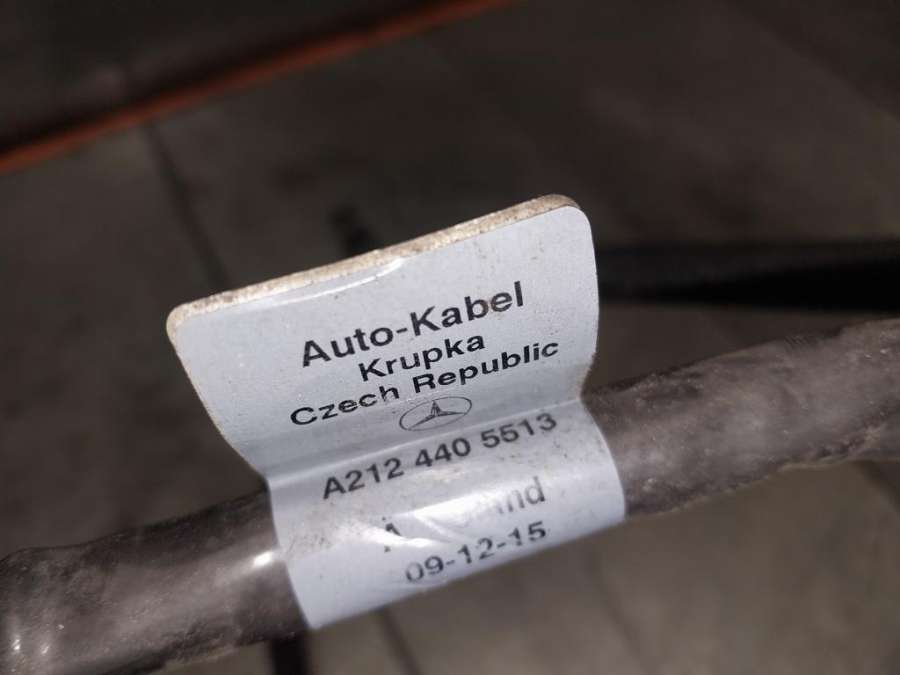 Auto-Kabel
Krupka
Czech Republic
A212 440 5513
09-12-15